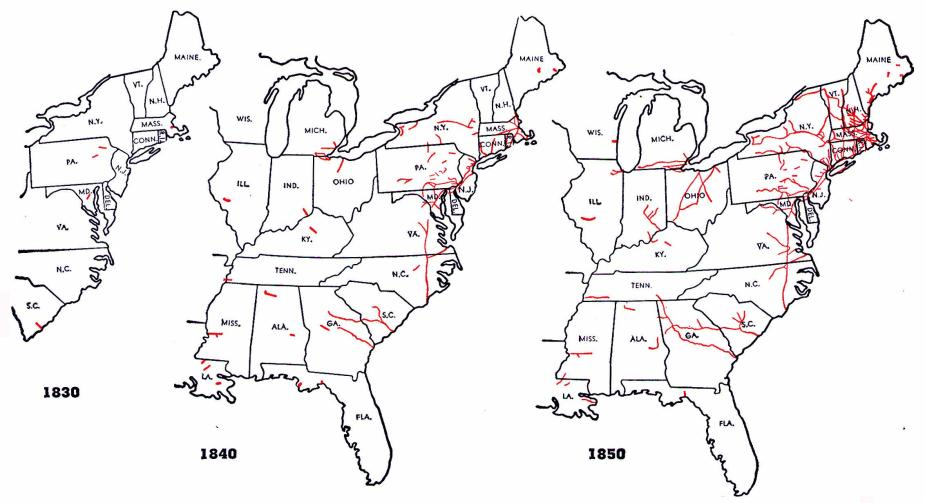 MAINE
VT.
N.H.
N.Y.
MASS.
CONN.
PA.
N.J.
MD.
DEL.
VA.
N.C.
S.C.
1830
MAINE
VT.
N.H.
WIS.
MICH.
N.Y.
MASS.
CONN.
PA.
ILL
IND.
OHIO
MD.
N.J.
DEL.
KY.
VA.
TENN.
N.C.
MISS.
ALA.
GA.
S.C.
LA.
FLA.
1840
MAINE
VT.
N.H.
WIS.
MICH.
N.Y.
MASS.
CONN.
PA.
ILL
IND.
OHIO
MD.
N.J.
DEL.
KY.
VA.
TENN.
N.C.
MISS.
ALA.
GA.
S.C.
LA.
FLA.
1850